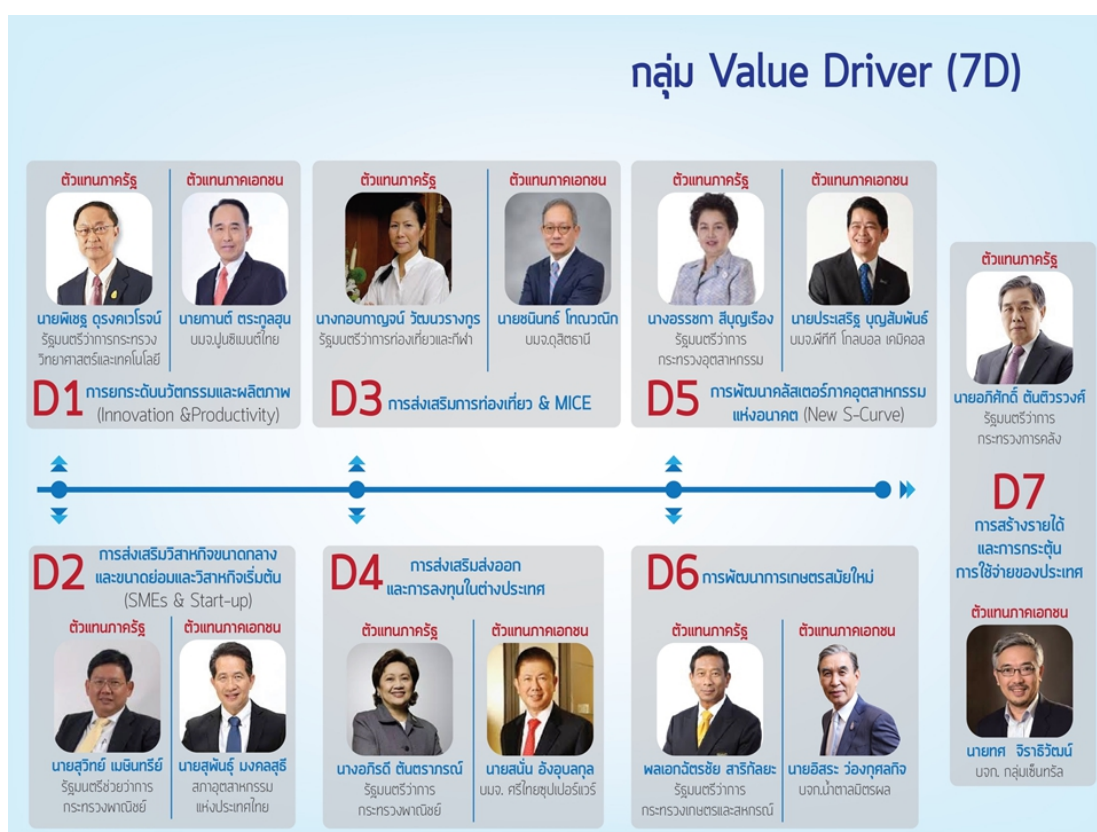 กลุ่ม Value Driver (7D)
ตัวแทนภาครัฐ
นายพิเชฐ ดุรงคเวโรจน์
รัฐมนตรีว่าการกระทรวง
วิทยาศาสตร์และเทคโนโลยี
ตัวแทนภาคเอกชน
นายกานต์ ตระกูลฮุน
บมจ.ปูนซิเมนต์ไทย
D1
การยกระดับนวัตกรรมและผลิตภาพ
(Innovation &Productivity)
ตัวแทนภาครัฐ
นางกอบกาญจน์ วัฒนวรางกูร
รัฐมนตรีว่าการท่องเที่ยวและกีฬา
ตัวแทนภาคเอกชน
นายชนินทธ์ โทณวณิก
บมจ.ดุสิตธานี
D3 การส่งเสริมการท่องเที่ยว & MICE
ตัวแทนภาครัฐ
นางอรรชกา สีบุญเรือง
รัฐมนตรีว่าการ
กระทรวงอุตสาหกรรม
ตัวแทนภาคเอกชน
นายประเสริฐ บุญสัมพันธ์
บมจ.พีทีที โกลบอล เคมิคอล
D5
การพัฒนาคลัสเตอร์ภาคอุตสาหกรรม
แห่งอนาคต (New S-Curve)
D2
การส่งเสริมวิสาหกิจขนาดกลาง
และขนาดย่อมและวิสาหกิจเริ่มต้น
(SMEs & Start-up)
ตัวแทนภาครัฐ
นายสุวิทย์ เมษินทรีย์
รัฐมนตรีช่วยว่าการ
กระทรวงพาณิชย์
ตัวแทนภาคเอกชน
นายสุพันธุ์ มงคลสุธี
สภาอุตสาหกรรม
แห่งประเทศไทย
D4
การส่งเสริมส่งออก
และการลงทุนในต่างประเทศ
ตัวแทนภาครัฐ
นางอภิรดี ตันตราภรณ์
รัฐมนตรีว่าการ
กระทรวงพาณิชย์
ตัวแทนภาคเอกชน
นายสนั่น อังอุบลกุล
บมจ. ศรีไทยซุปเปอร์แวร์
D6 การพัฒนาการเกษตรสมัยใหม่
ตัวแทนภาครัฐ
พลเอกฉัตรชัย สาริกัลยะ
รัฐมนตรีว่าการ
กระทรวงเกษตรและสหกรณ์
ตัวแทนภาคเอกชน
นายอิสระ ว่องกุศลกิจ
บจก.น้ำตาลมิตรผล
ตัวแทนภาครัฐ
นายอภิศักดิ์ ตันติวรวงศ์
รัฐมนตรีว่าการ
กระทรวงการคลัง
D7
การสร้างรายได้
และการกระตุ้น
การใช้จ่ายของประเทศ
ตัวแทนภาคเอกชน
นายทศ จิราธิวัฒน์
บจก. กลุ่มเซ็นทรัล